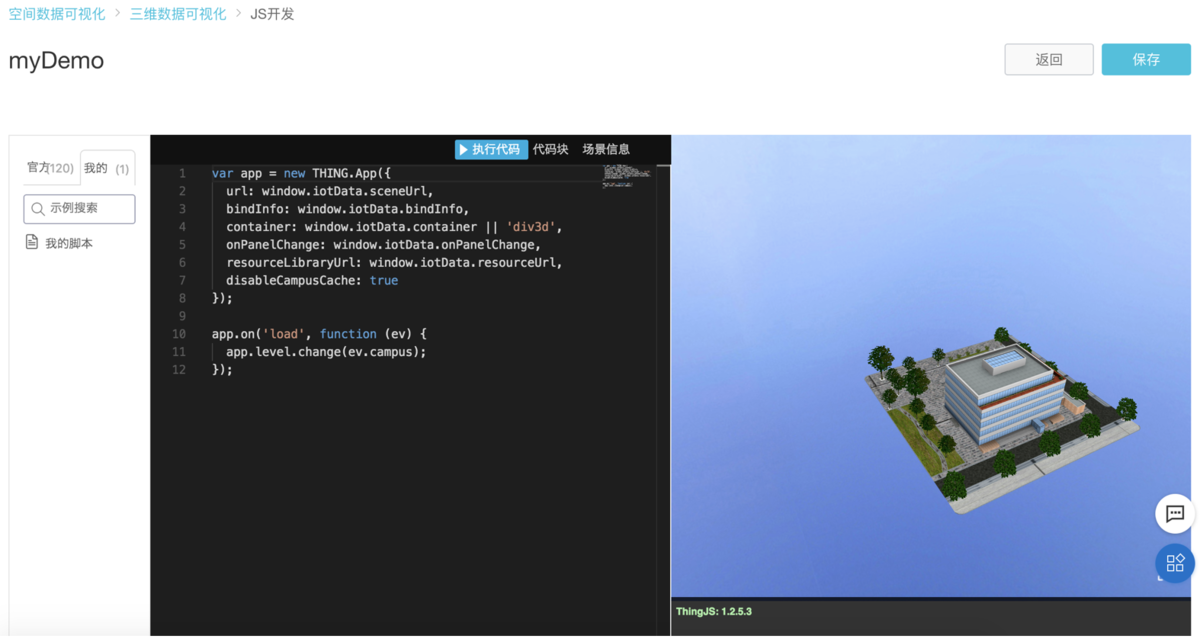 空间数据可视化 > 三维数据可视化 > JS开发
myDemo
返回
保存
官方120)
我的 (1)
示例搜索
我的脚本
执行代码 代码块 场景信息
1 var app = new THING.App({
2 url: window.iotData.sceneUrl,
3 bindInfo: window.iotData.bindInfo,
4 container: window.iotData.container || 'div3d',
5 onPanelChange: window.iotData.onPanelChange,
6 resourceLibraryUrl: window.iotData.resourceUrl,
7 disableCampusCache: true
8 });
9
10 app.on('load', function (ev) {
11 app.level.change(ev.campus);
12 });
ThingJS: 1.2.5.3